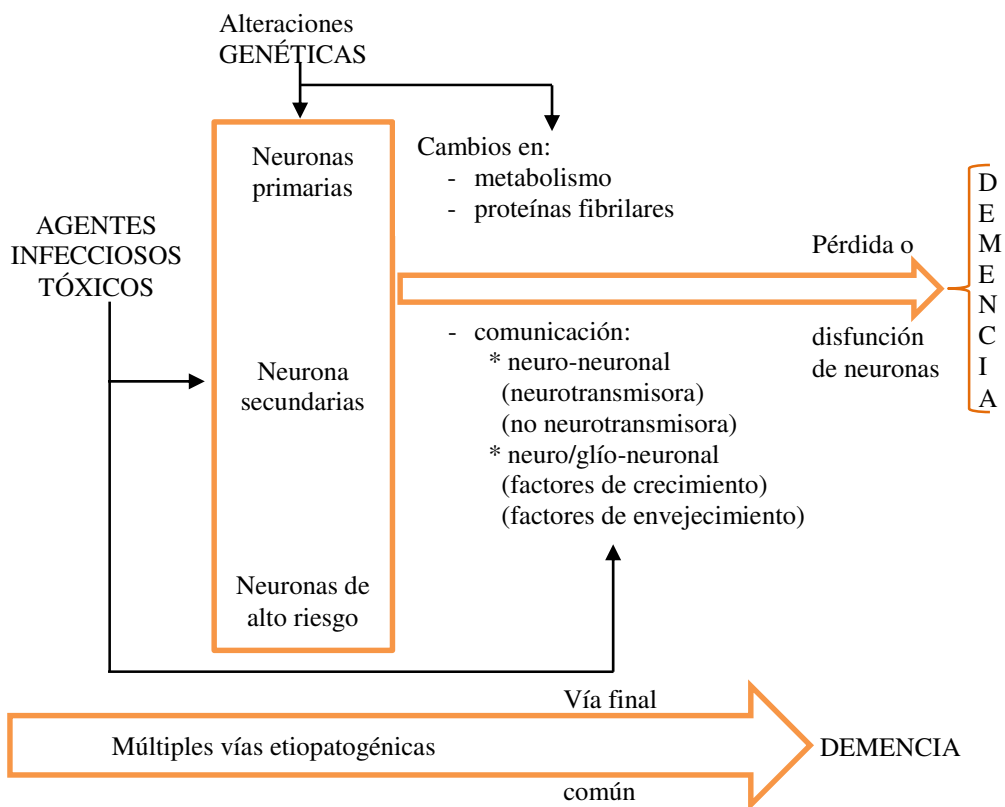 Alteraciones
GENÉTICAS
Neuronas
primarias
Cambios en:
- metabolismo
- proteínas fibrilares
AGENTES
INFECCIOSOS
TÓXICOS
Pérdida o
DEMENCIA
- comunicación:
* neuro-neuronal
(neurotransmisora)
(no neurotransmisora)
* neuro/glío-neuronal
(factores de crecimiento)
(factores de envejecimiento)
disfunción
de neuronas
Neurona
secundarias
Neuronas de
alto riesgo
Vía final
Múltiples vías etiopatogénicas
DEMENCIA
común